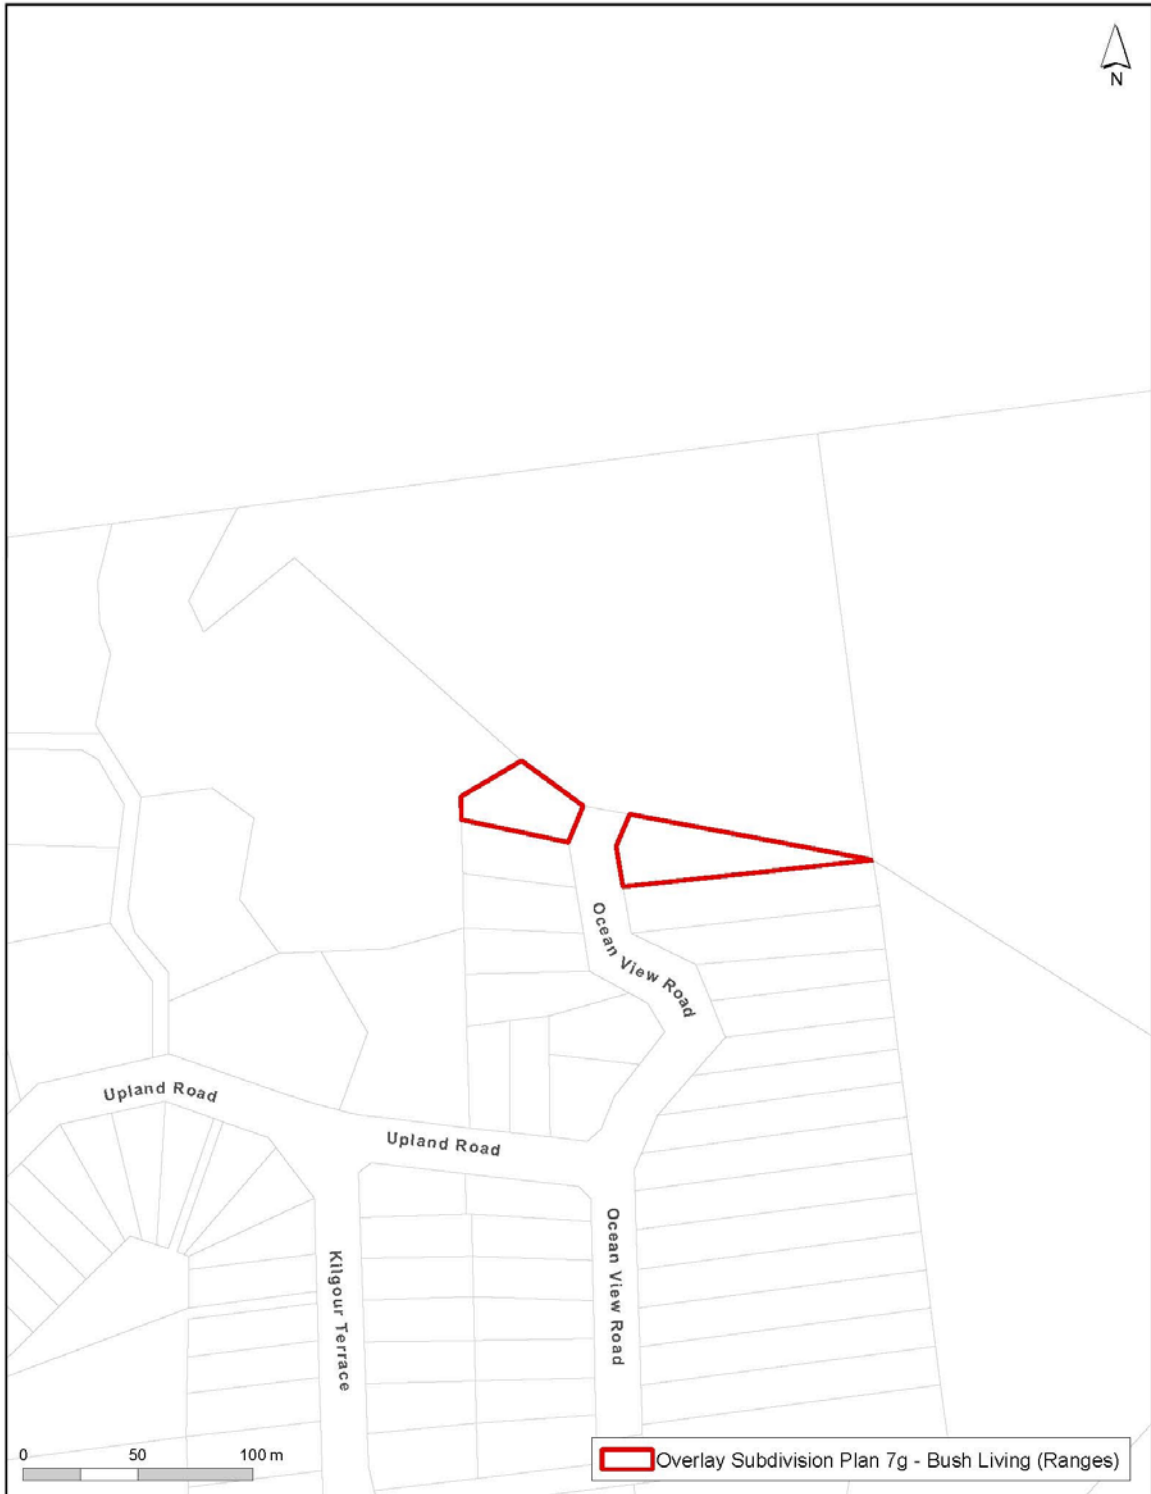 N
Ocean View Road
Upland Road
Upland Road
Ocean View Road
Kilgour Terrace
0 50 100 m
Overlay Subdivision Plan 7g - Bush Living (Ranges)